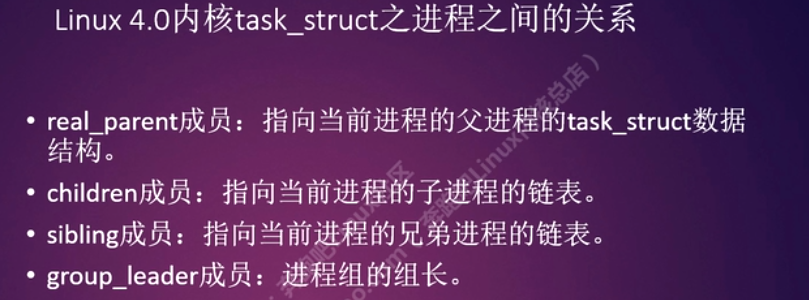 Linux 4.0内核task_struct之进程之间的关系
• real_parent成员：指向当前进程的父进程的task_struct数据
结构。
• children成员：指向当前进程的子进程的链表。
• sibling成员：指向当前进程的兄弟进程的链表。
• group_leader成员：进程组的组长。